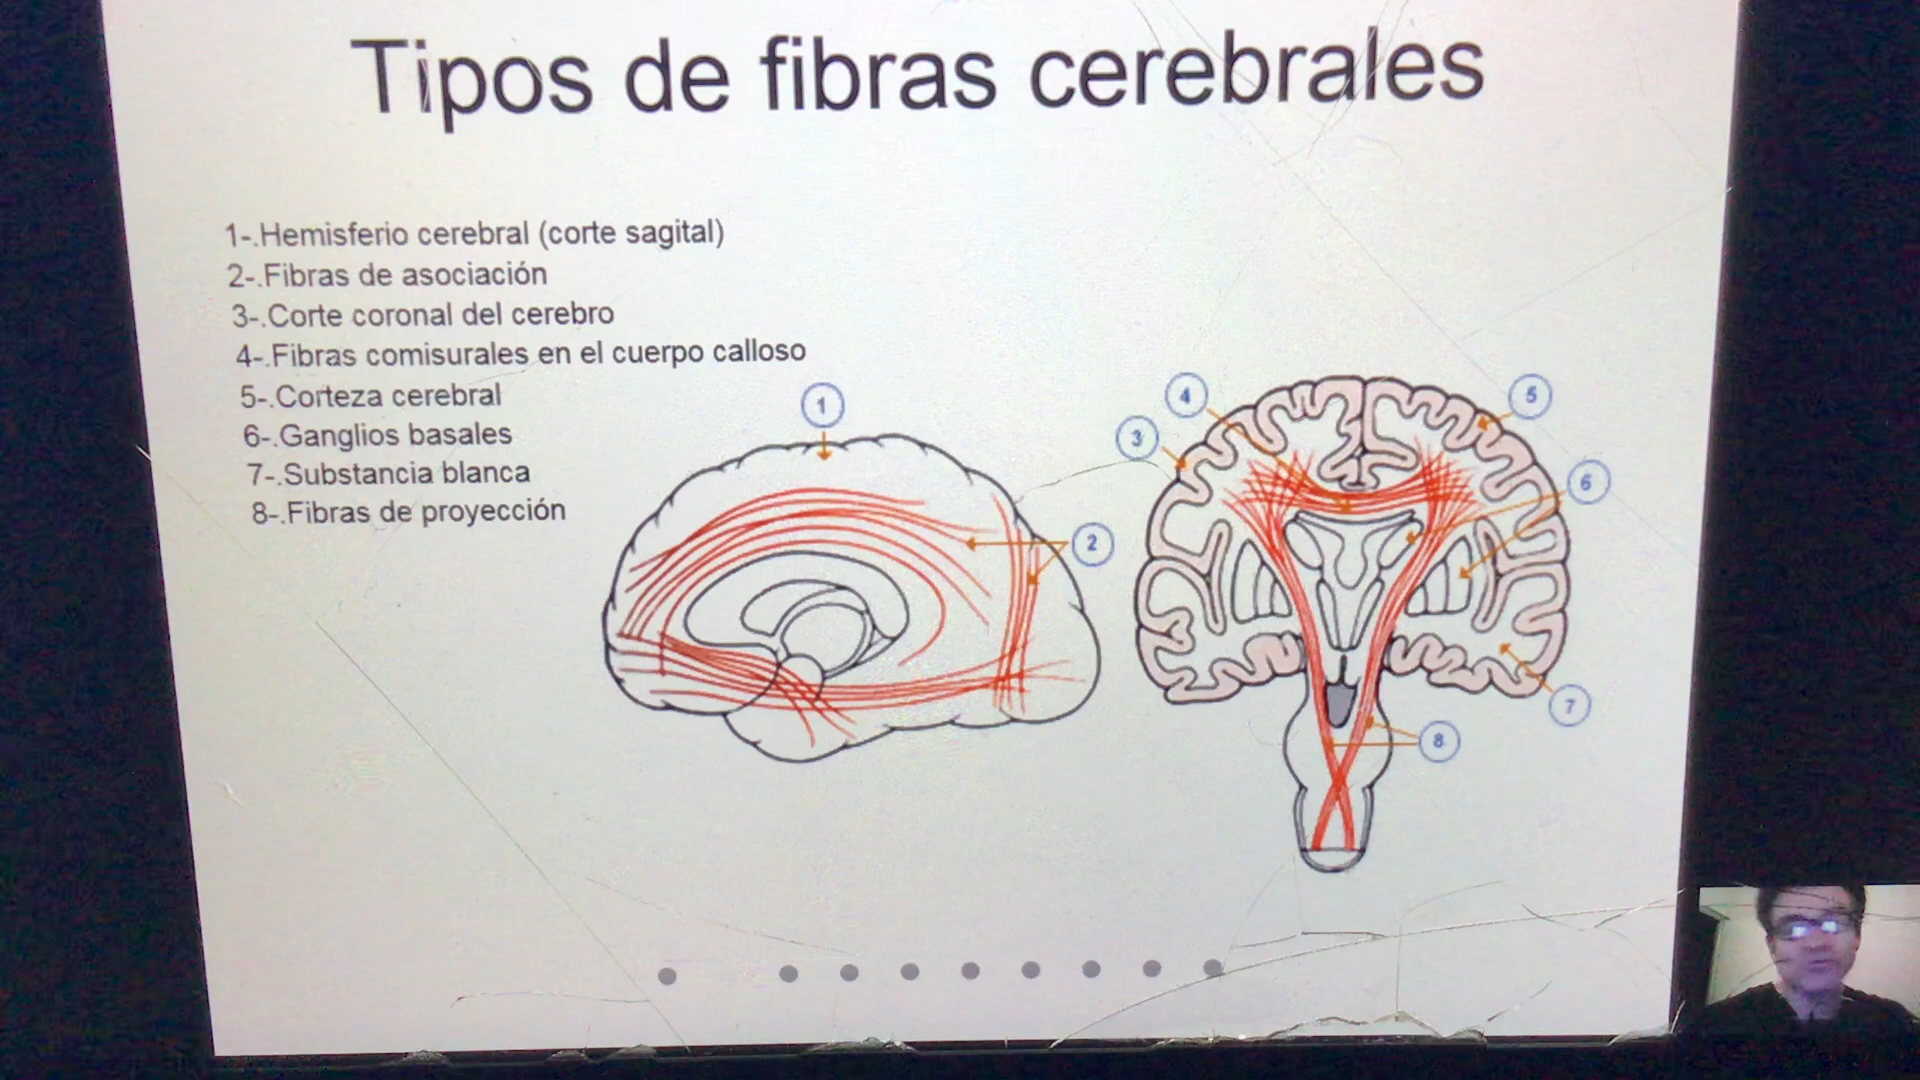 Tipos de fibras cerebrales
1-.Hemisferio cerebral (corte sagital)
2-.Fibras de asociación
3-.Corte coronal del cerebro
4-.Fibras comisurales en el cuerpo calloso
5-.Corteza cerebral
6-.Ganglios basales
7-.Substancia blanca
8-.Fibras de proyección
1
2
3
4
5
6
7
8